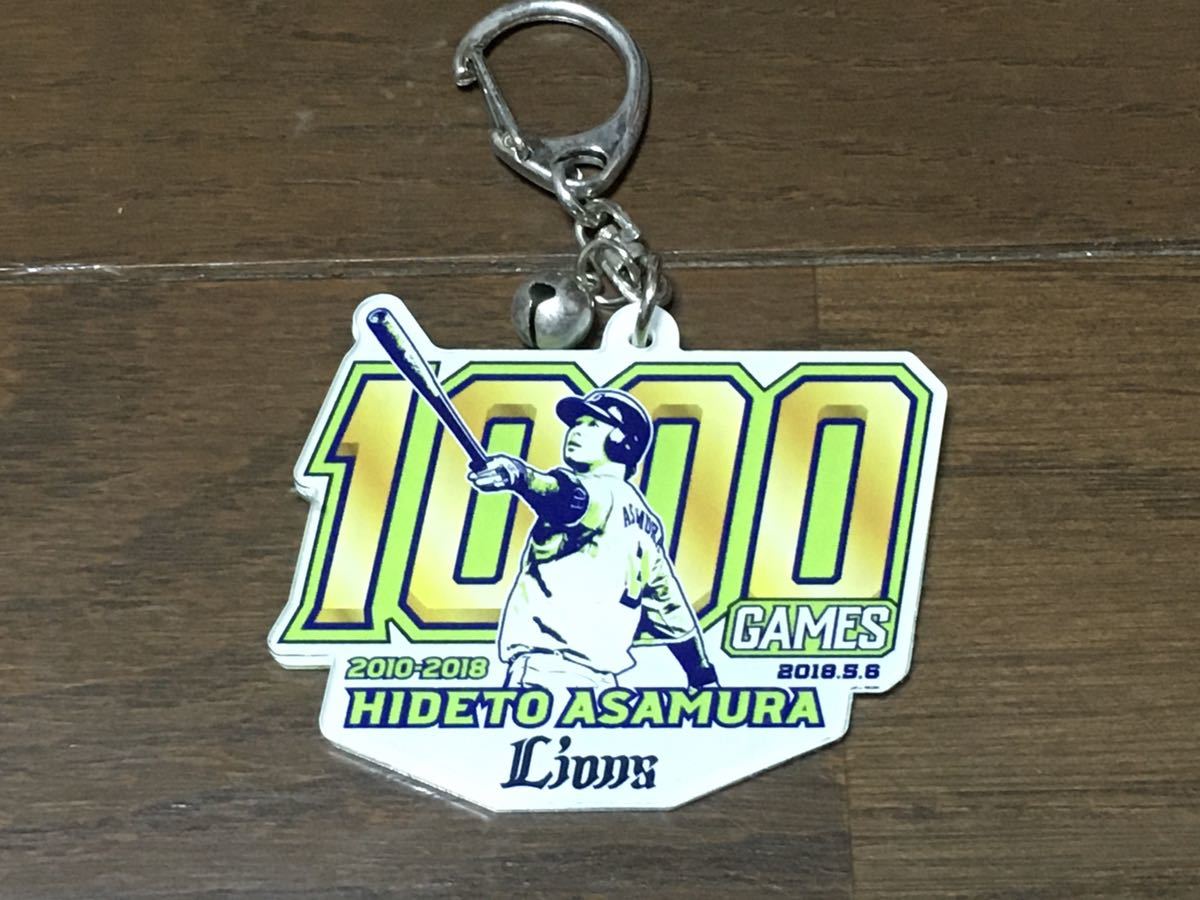 1000
GAMES
2010-2018
2018.5.6
HIDETO ASAMURA
Lions